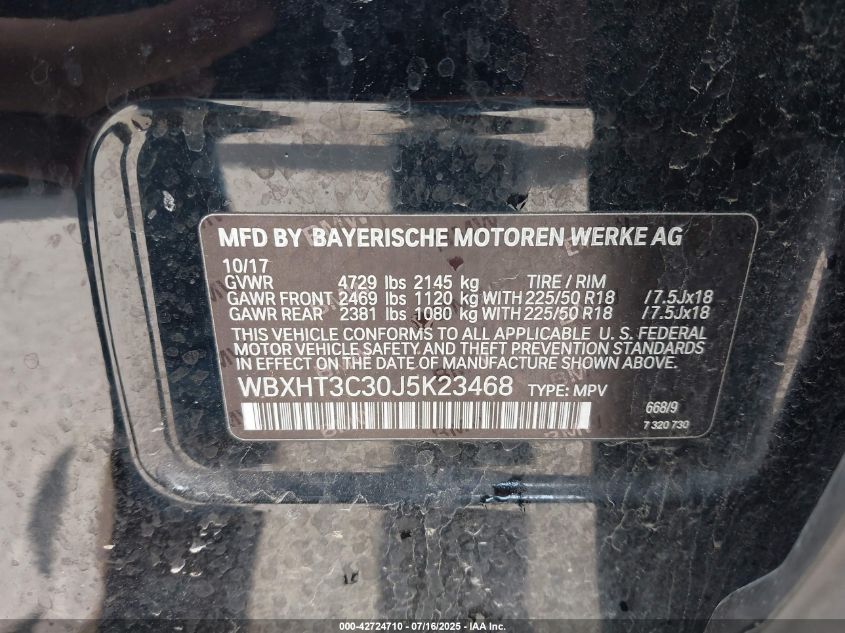 MFD BY BAYERISCHE MOTOREN WERKE AG
10/17
GVWR 4729 lbs 2145 kg TIRE / RIM
GAWR FRONT 2469 lbs 1120 kg WITH 225/50 R18 /7.5Jx18
GAWR REAR 2381 lbs 1080 kg WITH 225/50 R18 /7.5Jx18
THIS VEHICLE CONFORMS TO ALL APPLICABLE U. S. FEDERAL
MOTOR VEHICLE SAFETY AND THEFT PREVENTION STANDARDS
IN EFFECT ON THE DATE OF MANUFACTURE SHOWN ABOVE.
WBXHT3C30J5K23468 TYPE: MPV
668/9
7 320 730
000-42724710 - 07/16/2025 - IAA Inc.